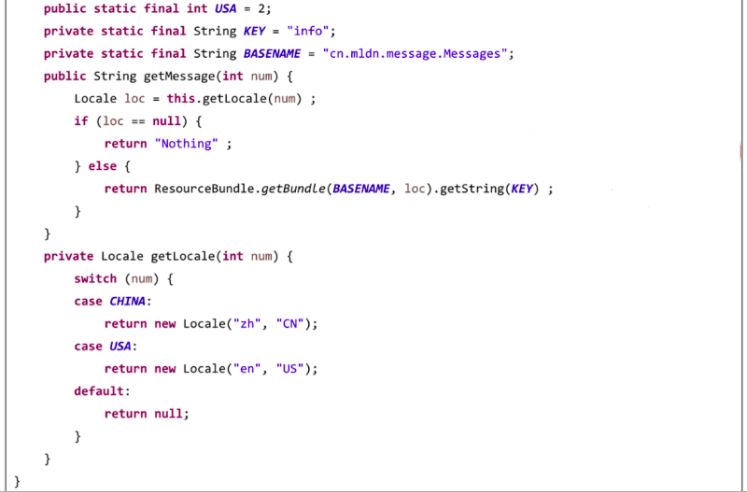 public static final int USA = 2;
private static final String KEY = "info";
private static final String BASENAME = "cn.mldn.message.Messages";
public String getMessage(int num) {
Locale loc = this.getLocale(num) ;
if (loc == null) {
return "Nothing" ;
} else {
return ResourceBundle.getBundle(BASENAME, loc).getString(KEY) ;
}
}
private Locale getLocale(int num) {
switch (num) {
case CHINA:
return new Locale("zh", "CN");
case USA:
return new Locale("en", "US");
default:
return null;
}
}
}